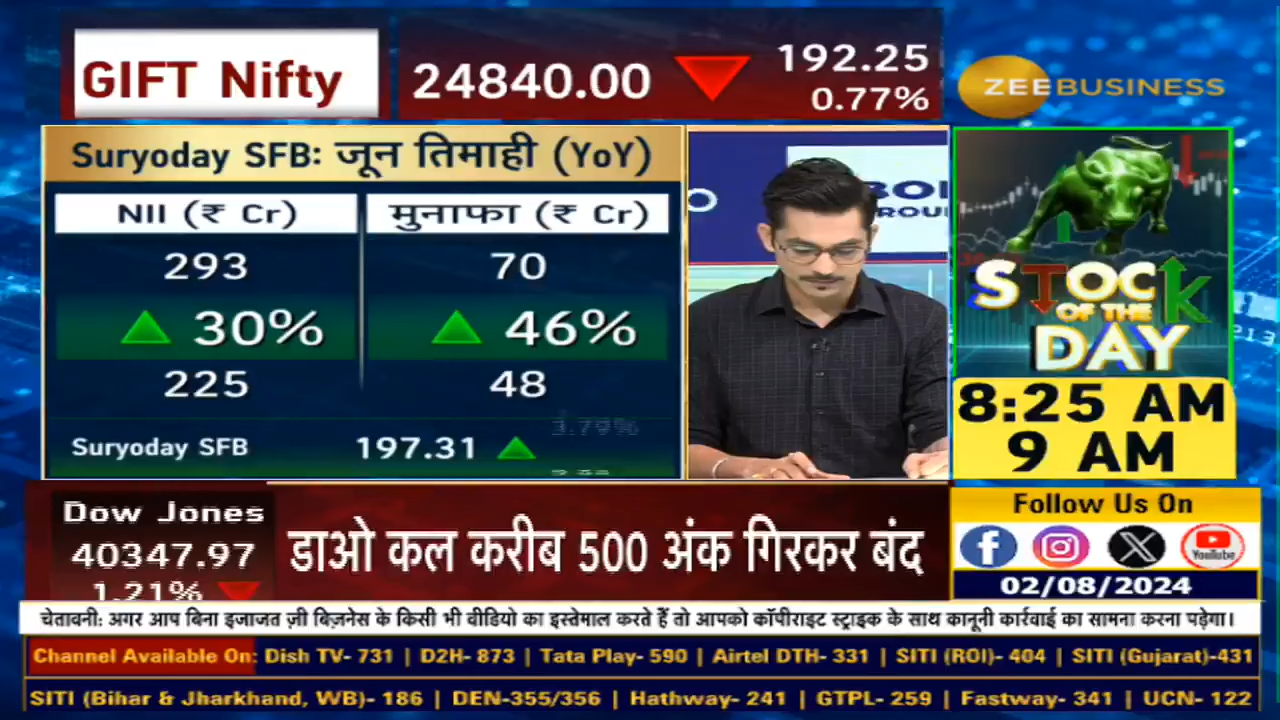 GIFT Nifty
24840.00
192.25
0.77%
ZEEBUSINESS
Suryoday SFB: जून तिमाही (YoY)
NII (₹ Cr)
मुनाफा (₹ Cr)
293
70
30%
46%
225
48
Suryoday SFB
197.31
3.79%
STOCK
OF THE
DAY
8:25 AM
9 AM
Dow Jones
40347.97
1.21%
डाओ कल करीब 500 अंक गिरकर बंद
Follow Us On
YouTube
02/08/2024
चेतावनी: अगर आप बिना इजाजत ज़ी बिज़नेस के किसी भी वीडियो का इस्तेमाल करते हैं तो आपको कॉपीराइट स्ट्राइक के साथ कानूनी कार्रवाई का सामना करना पड़ेगा।
Channel Available On: Dish TV- 731 | D2H- 873 | Tata Play- 590 | Airtel DTH- 331 | SITI (ROI)- 404 | SITI (Gujarat)-431
SITI (Bihar & Jharkhand, WB)- 186 | DEN-355/356 | Hathway- 241 | GTPL- 259 | Fastway- 341 | UCN- 122